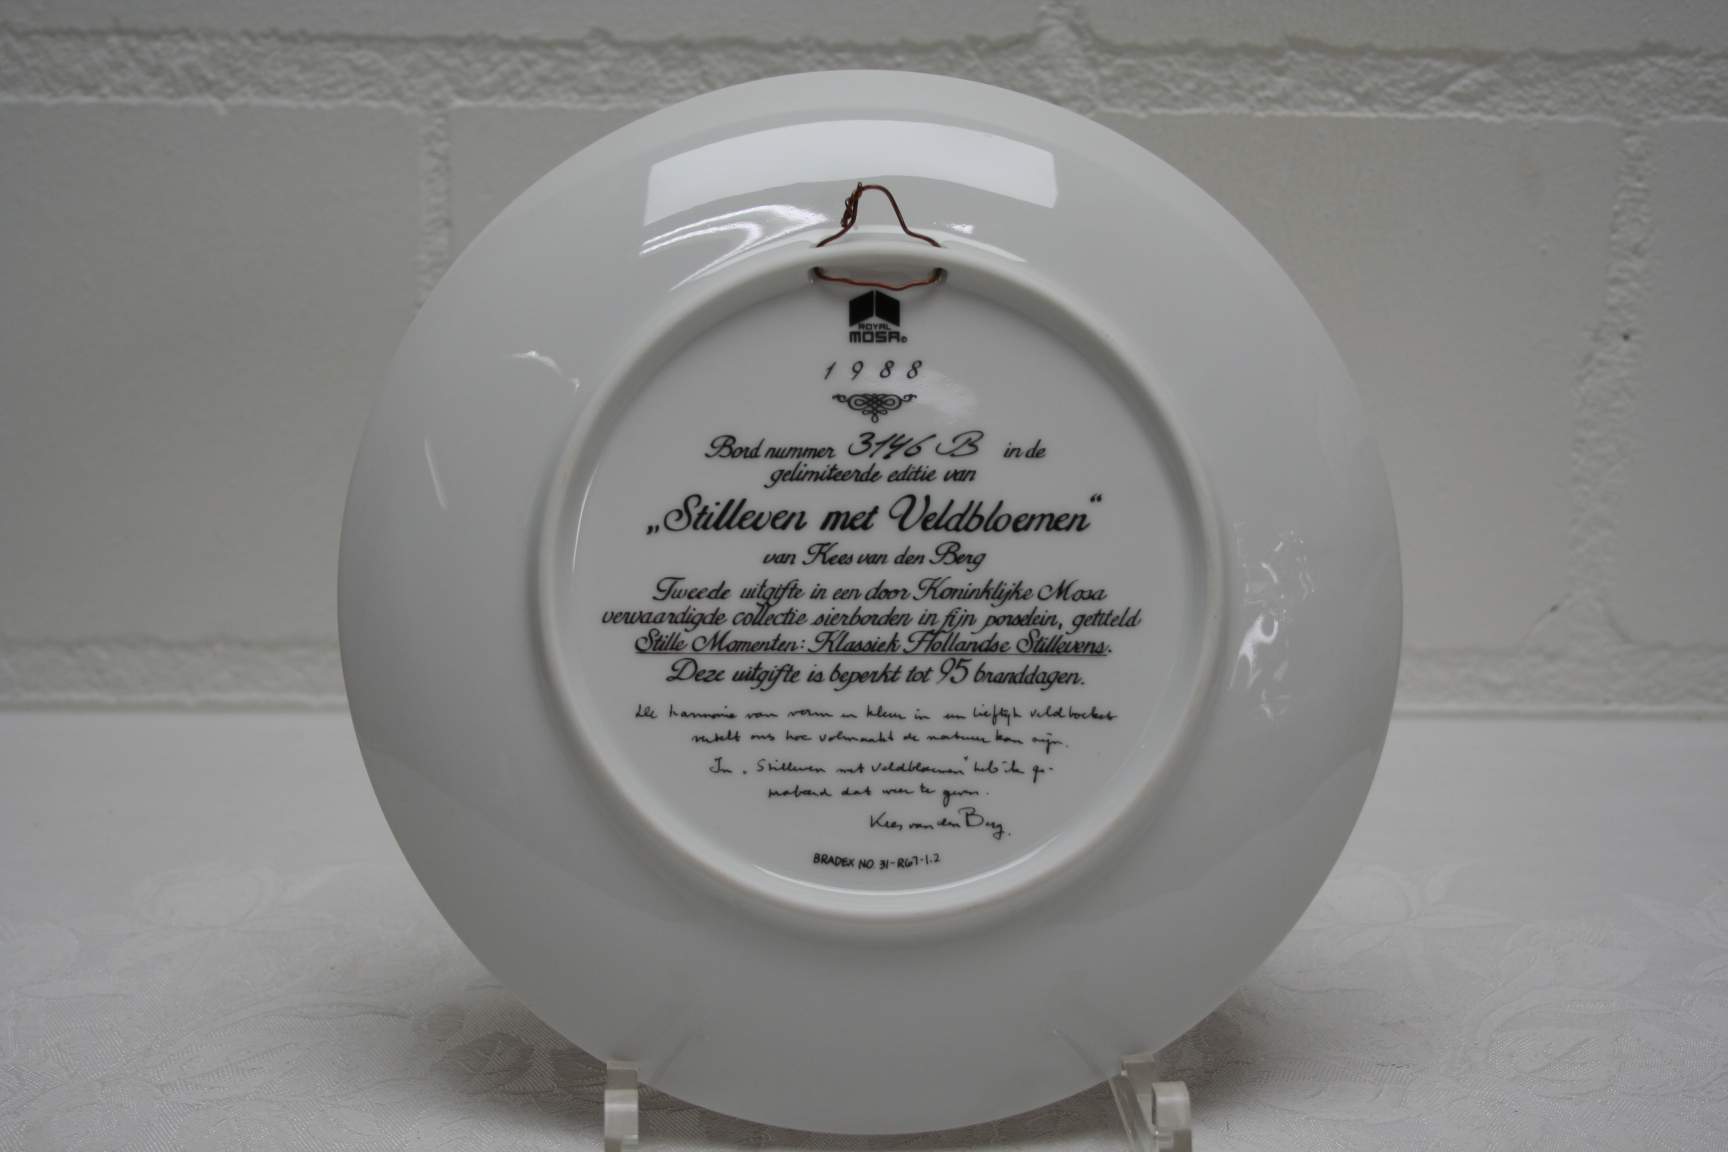 ROYAL
MOSA©
1988
Bord nummer 3146 B in de
gelimiteerde editie van
„Stilleven met Veldbloemen“
van Kees van den Berg
Tweede uitgifte in een door Koninklijke Mosa
vervaardigde collectie sierborden in fijn porselein, getiteld
Stille Momenten: Klassiek Hollandse Stillevens.
Deze uitgifte is beperkt tot 95 branddagen.
De harmonie van vorm en kleur in een lieflijk veldboeket
vertelt ons hoe volmaakt de natuur kan zijn.
In „Stilleven met Veldbloemen“ heb ik ge-
probeerd dat weer te geven.
Kees van den Berg.
BRADEX NO. 31-R67-1.2